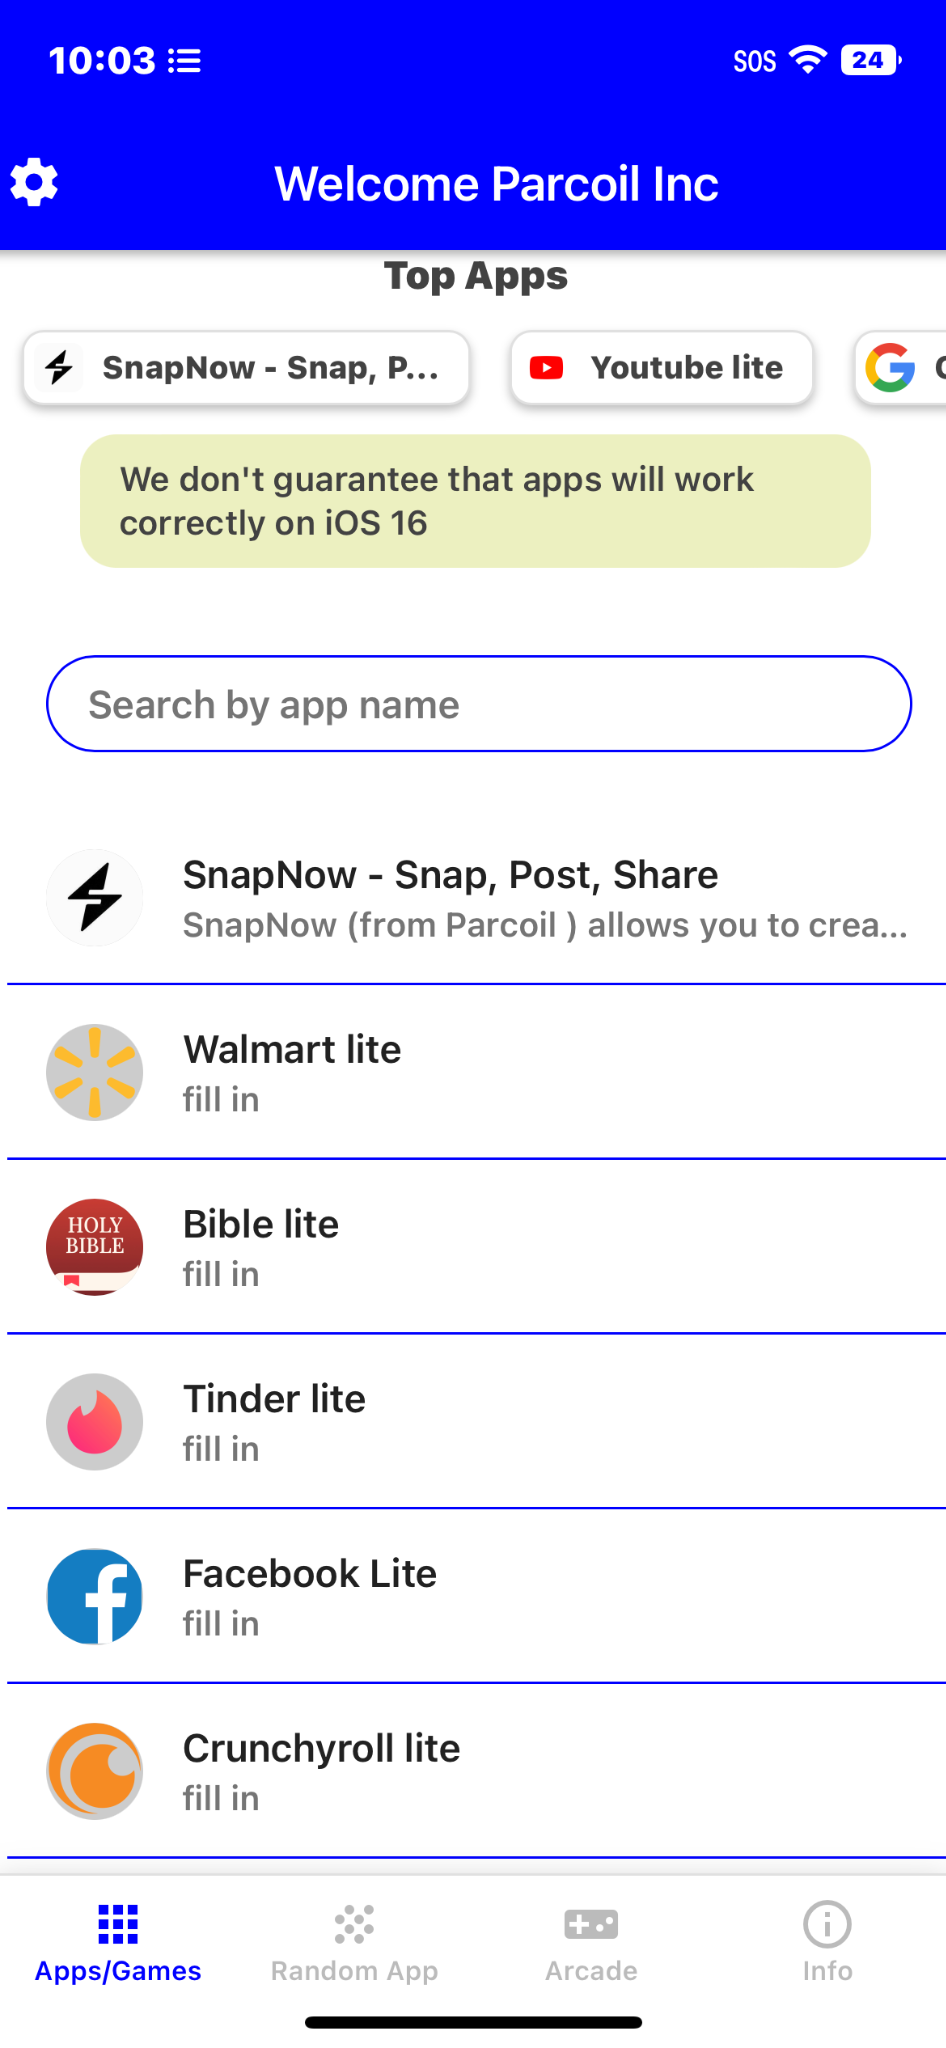 10:03
SOS
24
Welcome Parcoil Inc
Top Apps
SnapNow - Snap, P...
Youtube lite
We don't guarantee that apps will work
correctly on iOS 16
Search by app name
SnapNow - Snap, Post, Share
SnapNow (from Parcoil ) allows you to crea...
Walmart lite
fill in
HOLY
BIBLE
Bible lite
fill in
Tinder lite
fill in
Facebook Lite
fill in
Crunchyroll lite
fill in
Apps/Games
Random App
Arcade
Info